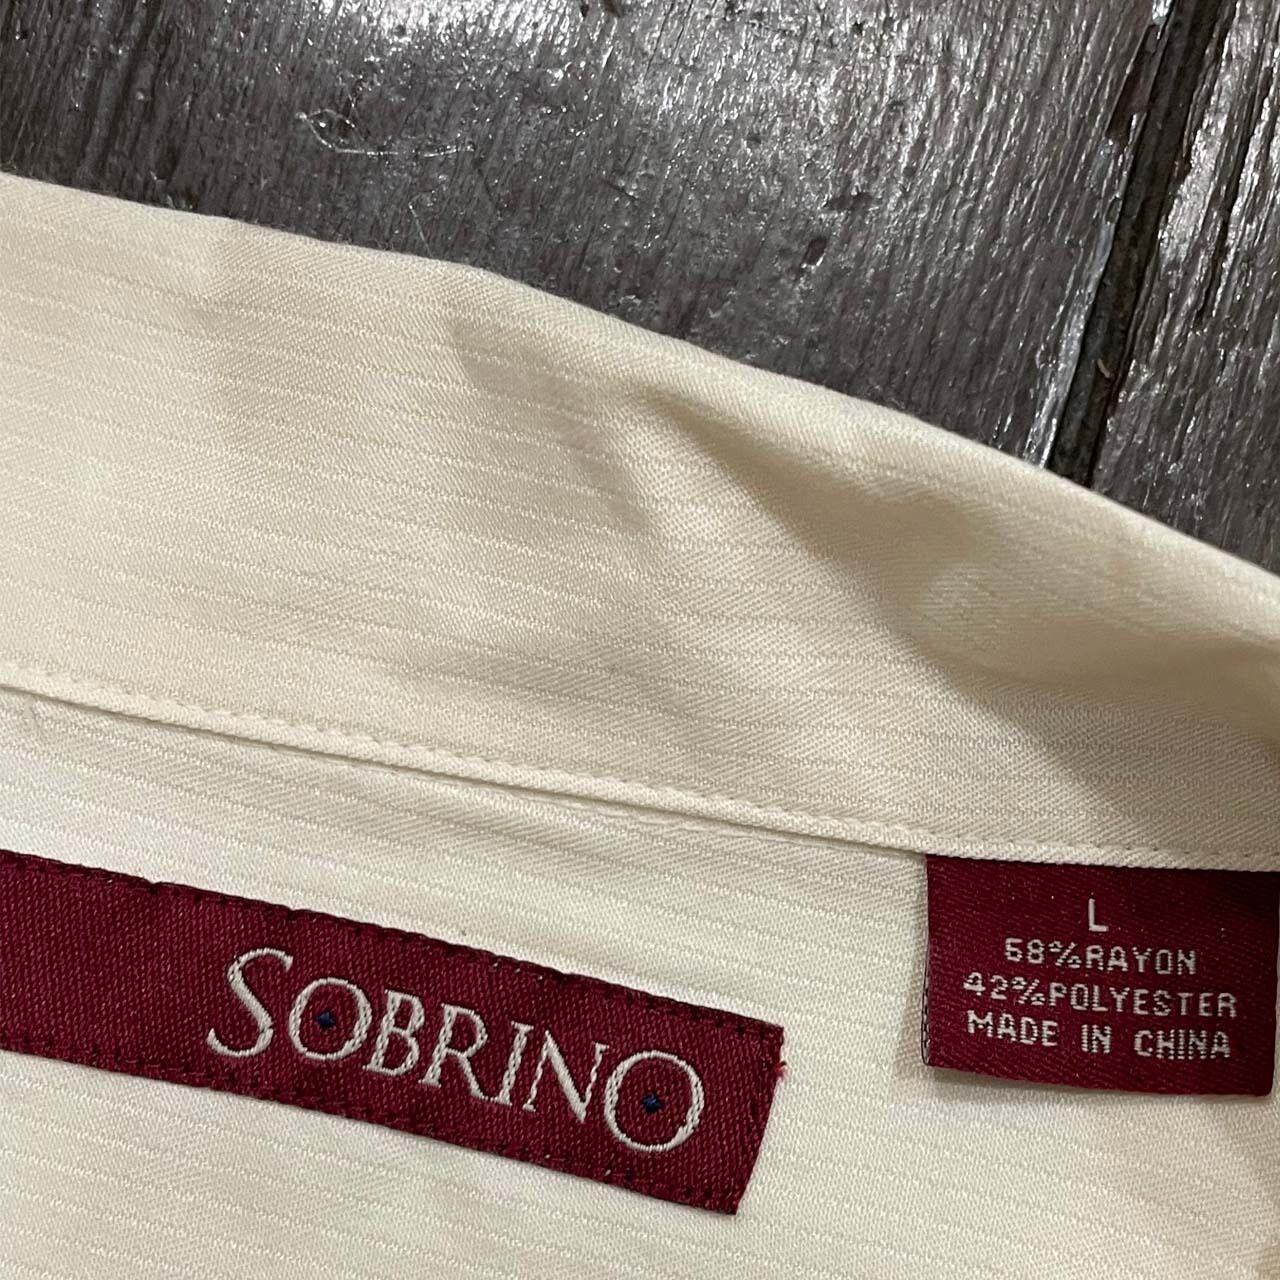 SOBRINO
L
58%RAYON
42%POLYESTER
MADE IN CHINA